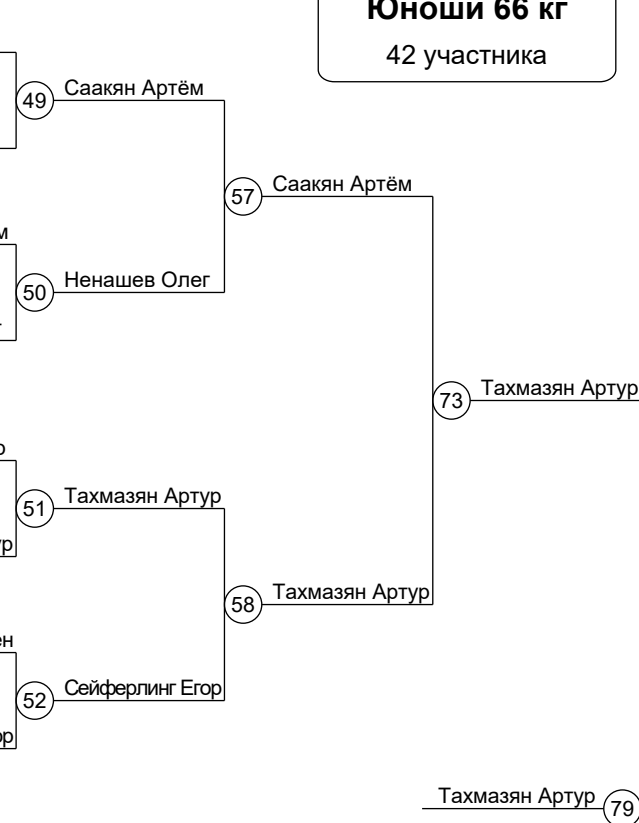 Юноши 66 кг
42 участника
49
Саакян Артём
57
Саакян Артём
50
Ненашев Олег
73
Тахмазян Артур
51
Тахмазян Артур
58
Тахмазян Артур
52
Сейферлинг Егор
Тахмазян Артур
79